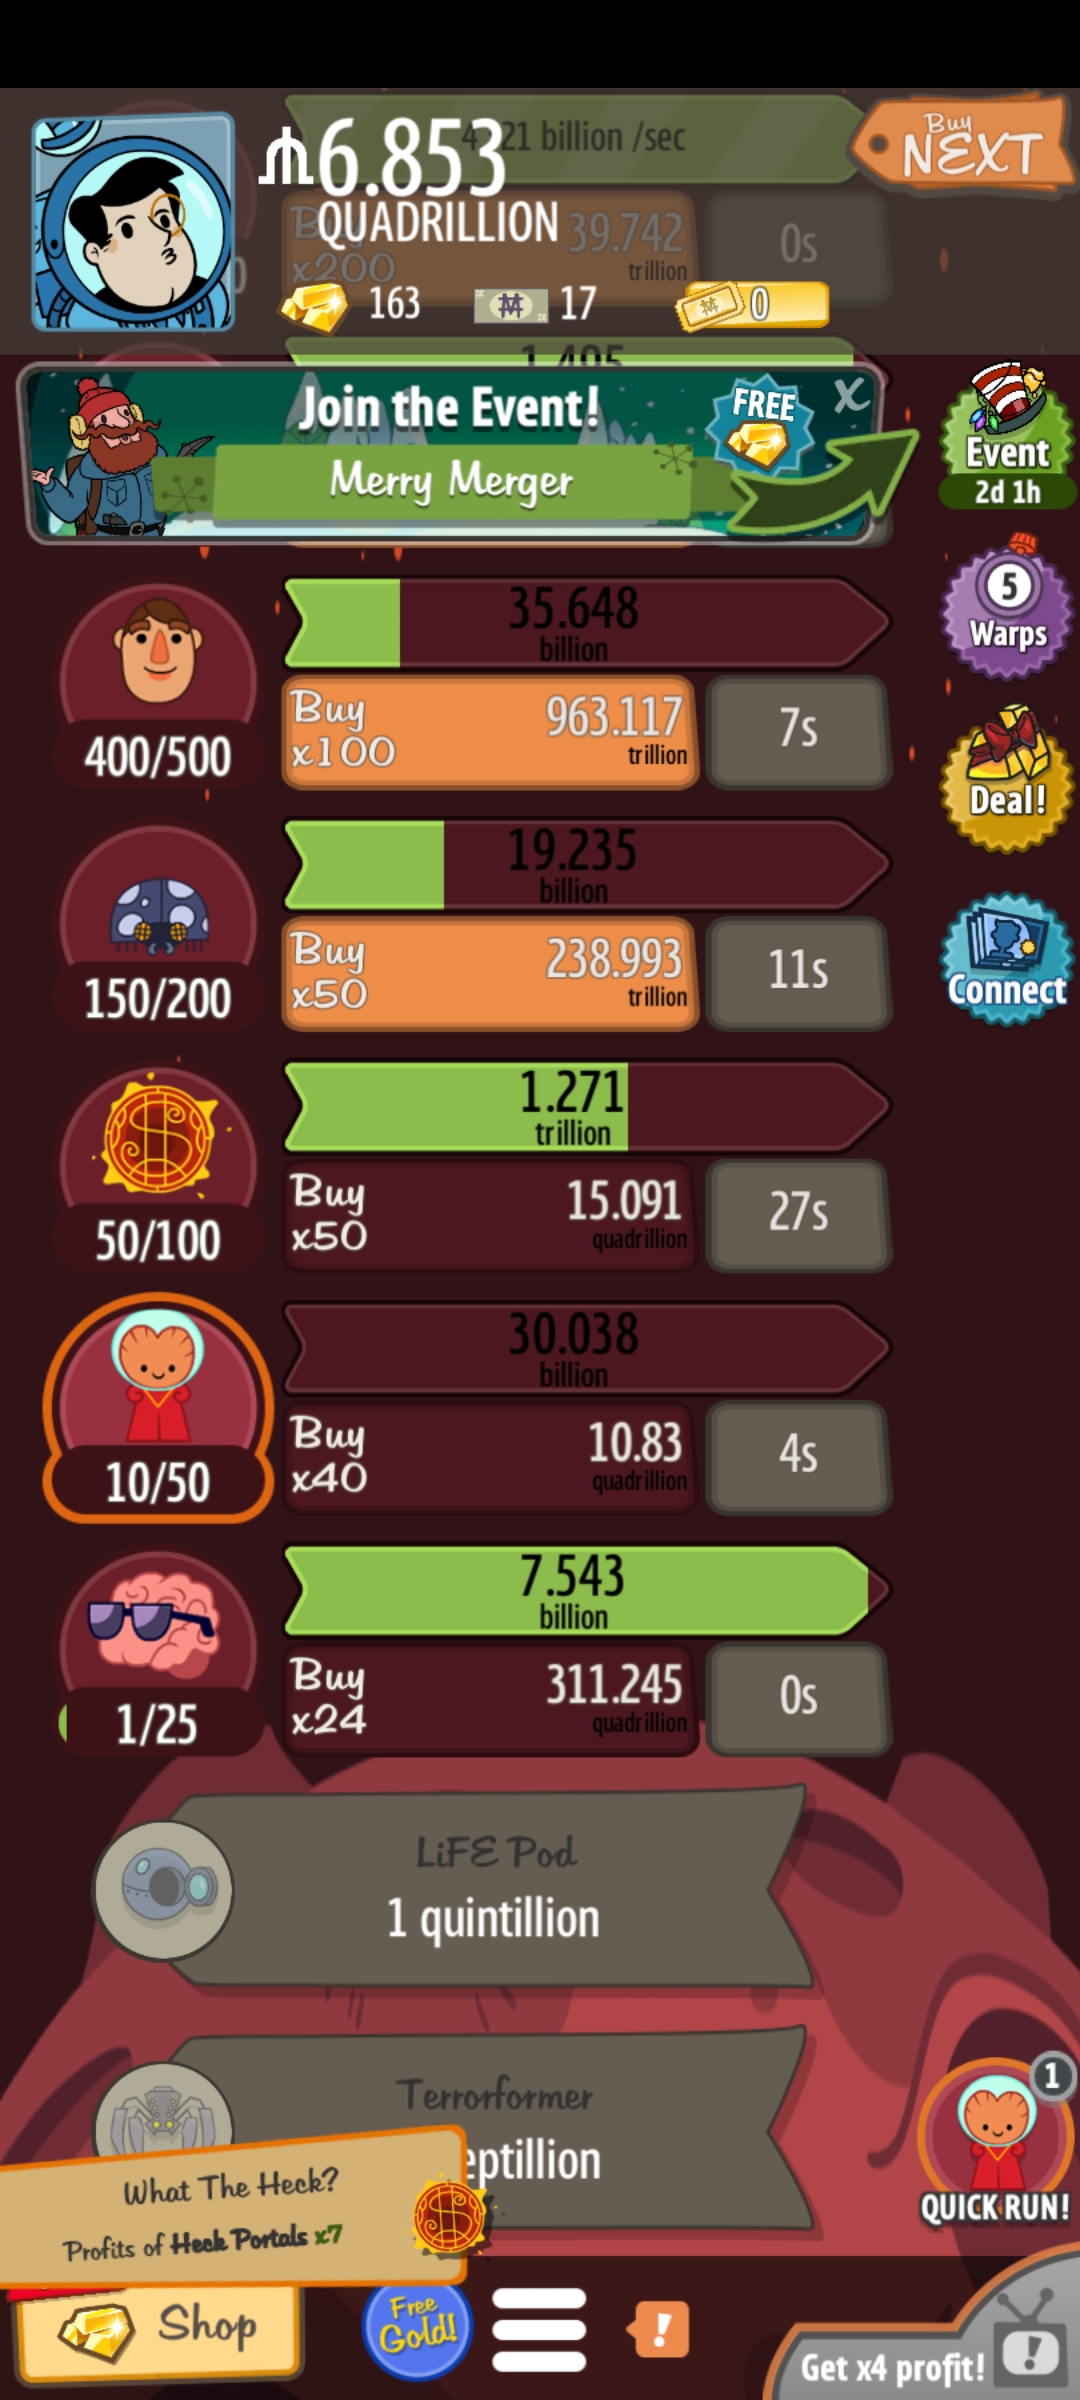 6.853
QUADRILLION
21 billion /sec
Buy
NEXT
Buy
x200
39.742
trillion
0s
163
17
0
1.495
Join the Event!
Merry Merger
FREE
X
Event
2d 1h
35.648
billion
400/500
Buy
x100
963.117
trillion
7s
5
Warps
Deal!
19.235
billion
150/200
Buy
x50
238.993
trillion
11s
Connect
1.271
trillion
50/100
Buy
x50
15.091
quadrillion
27s
30.038
billion
10/50
Buy
x40
10.83
quadrillion
4s
7.543
billion
1/25
Buy
x24
311.245
quadrillion
0s
LiFE Pod
1 quintillion
Terrorformer
eptillion
1
QUICK RUN!
What The Heck?
Profits of Heck Portals x7
Shop
Free
Gold!
!
Get x4 profit!
!